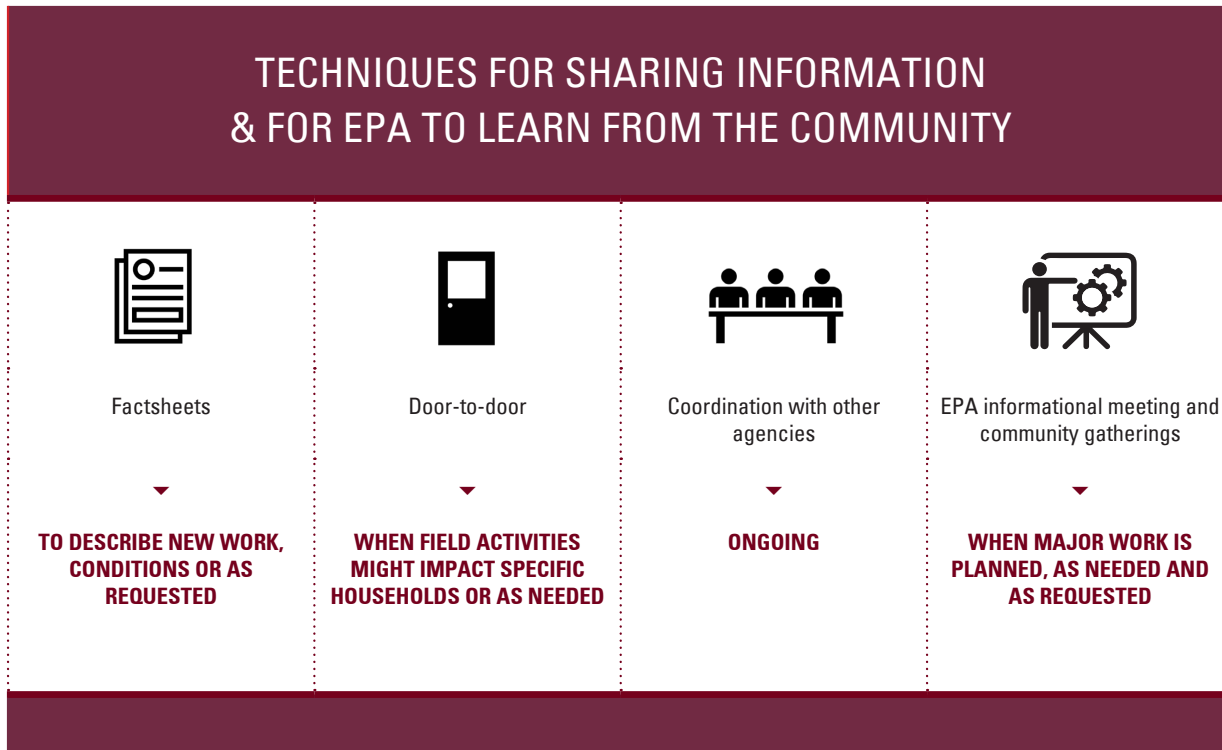 TECHNIQUES FOR SHARING INFORMATION
& FOR EPA TO LEARN FROM THE COMMUNITY
Factsheets
TO DESCRIBE NEW WORK,
CONDITIONS OR AS
REQUESTED
Door-to-door
WHEN FIELD ACTIVITIES
MIGHT IMPACT SPECIFIC
HOUSEHOLDS OR AS NEEDED
Coordination with other
agencies
ONGOING
EPA informational meeting and
community gatherings
WHEN MAJOR WORK IS
PLANNED, AS NEEDED AND
AS REQUESTED